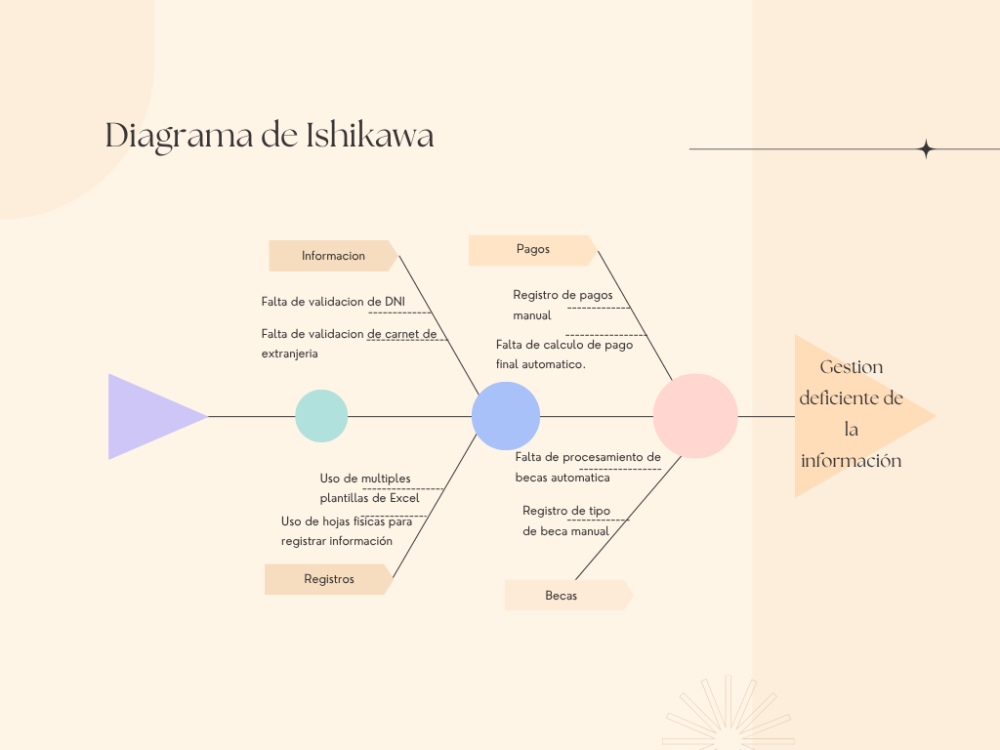 Diagrama de Ishikawa
Informacion
Falta de validacion de DNI
Falta de validacion de carnet de
extranjeria
Pagos
Registro de pagos
manual
Falta de calculo de pago
final automatico.
Gestion
deficiente de
la
información
Uso de multiples
plantillas de Excel
Uso de hojas fisicas para
registrar información
Registros
Falta de procesamiento de
becas automatica
Registro de tipo
de beca manual
Becas